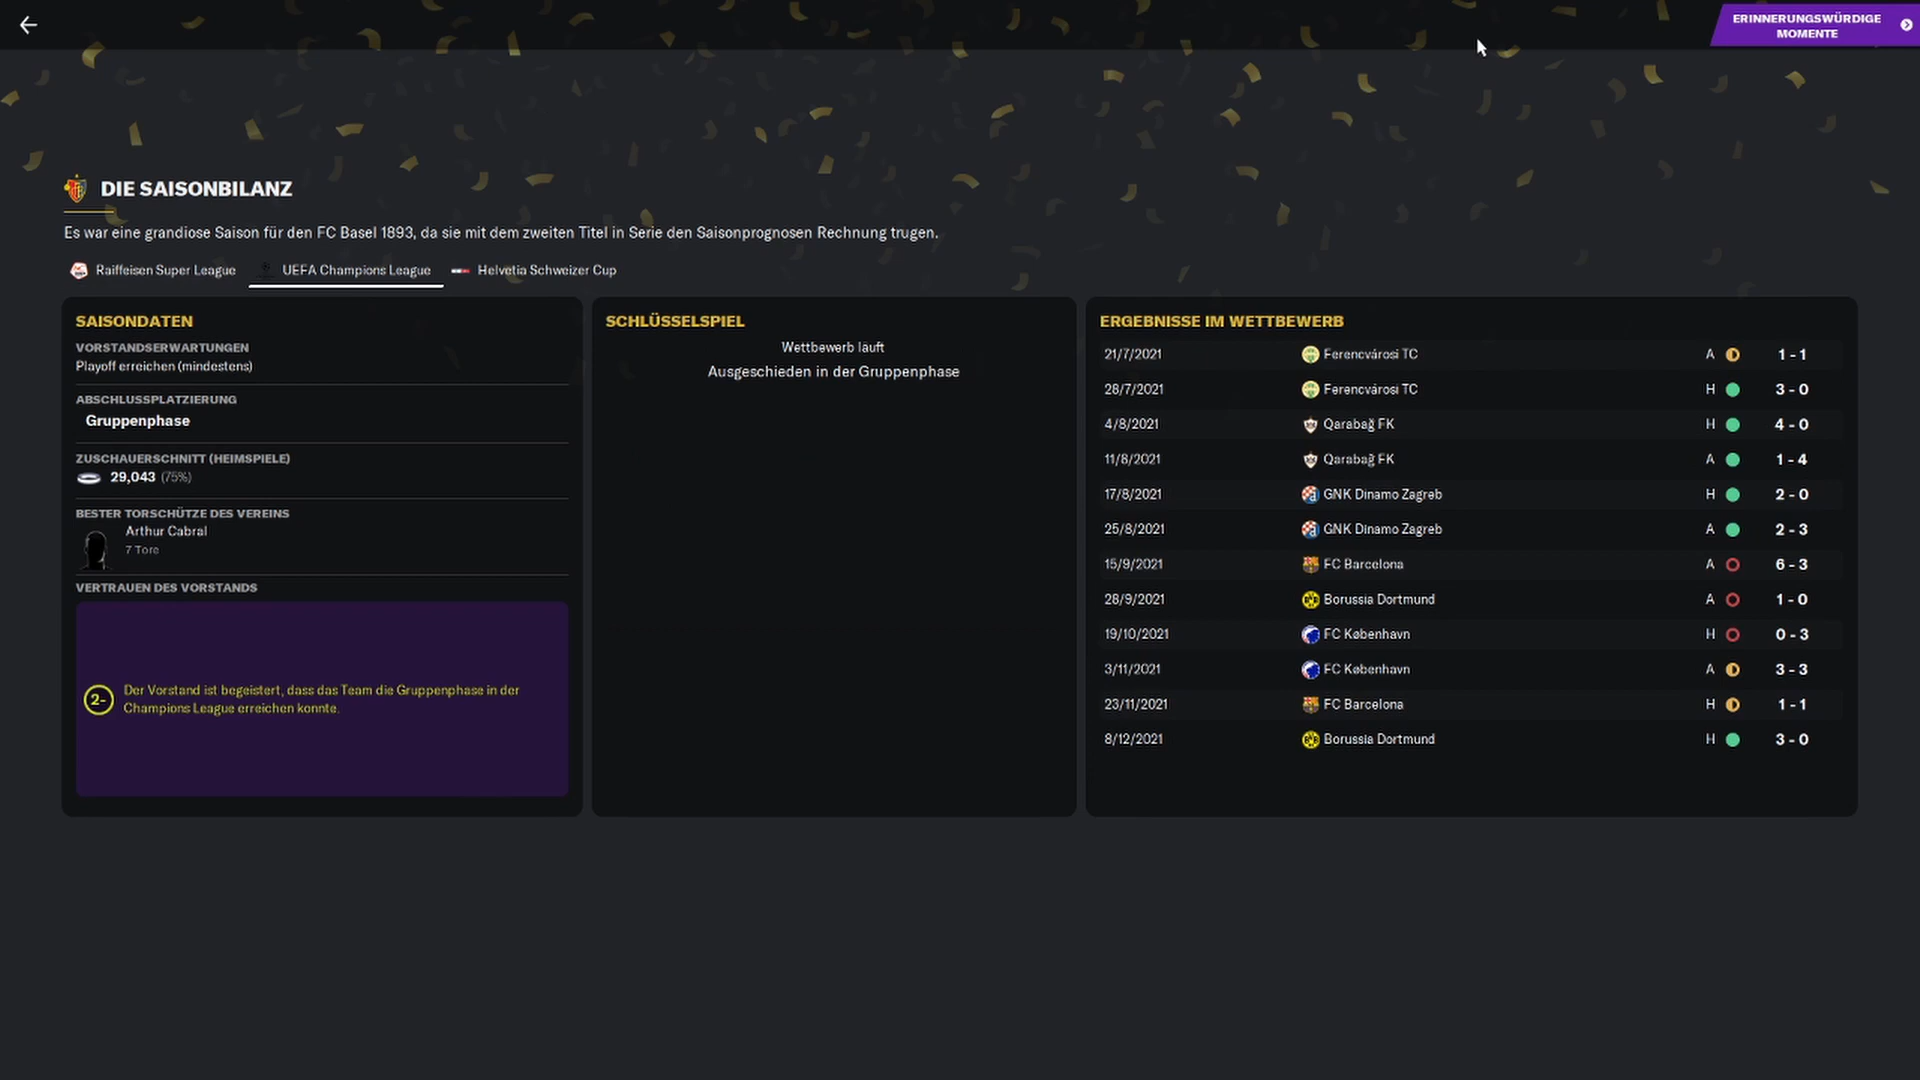 ERINNERUNGSWÜRDIGE
MOMENTE
DIE SAISONBILANZ
Es war eine grandiose Saison für den FC Basel 1893, da sie mit dem zweiten Titel in Serie den Saisonprognosen Rechnung trugen.
Raiffeisen Super League UEFA Champions League Helvetia Schweizer Cup
SAISONDATEN
VORSTANDSERWARTUNGEN
Playoff erreichen (mindestens)
ABSCHLUSSPLATZIERUNG
Gruppenphase
ZUSCHAUERSCHNITT (HEIMSPIELE)
29,043 (75%)
BESTER TORSCHÜTZE DES VEREINS
Arthur Cabral
7 Tore
VERTRAUEN DES VORSTANDS
2-
Der Vorstand ist begeistert, dass das Team die Gruppenphase in der
Champions League erreichen konnte.
SCHLÜSSELSPIEL
Wettbewerb läuft
Ausgeschieden in der Gruppenphase
ERGEBNISSE IM WETTBEWERB
21/7/2021 Ferencvárosi TC A 1 - 1
28/7/2021 Ferencvárosi TC H 3 - 0
4/8/2021 Qarabağ FK H 4 - 0
11/8/2021 Qarabağ FK A 1 - 4
17/8/2021 GNK Dinamo Zagreb H 2 - 0
25/8/2021 GNK Dinamo Zagreb A 2 - 3
15/9/2021 FC Barcelona A 6 - 3
28/9/2021 Borussia Dortmund A 1 - 0
19/10/2021 FC København H 0 - 3
3/11/2021 FC København A 3 - 3
23/11/2021 FC Barcelona H 1 - 1
8/12/2021 Borussia Dortmund H 3 - 0